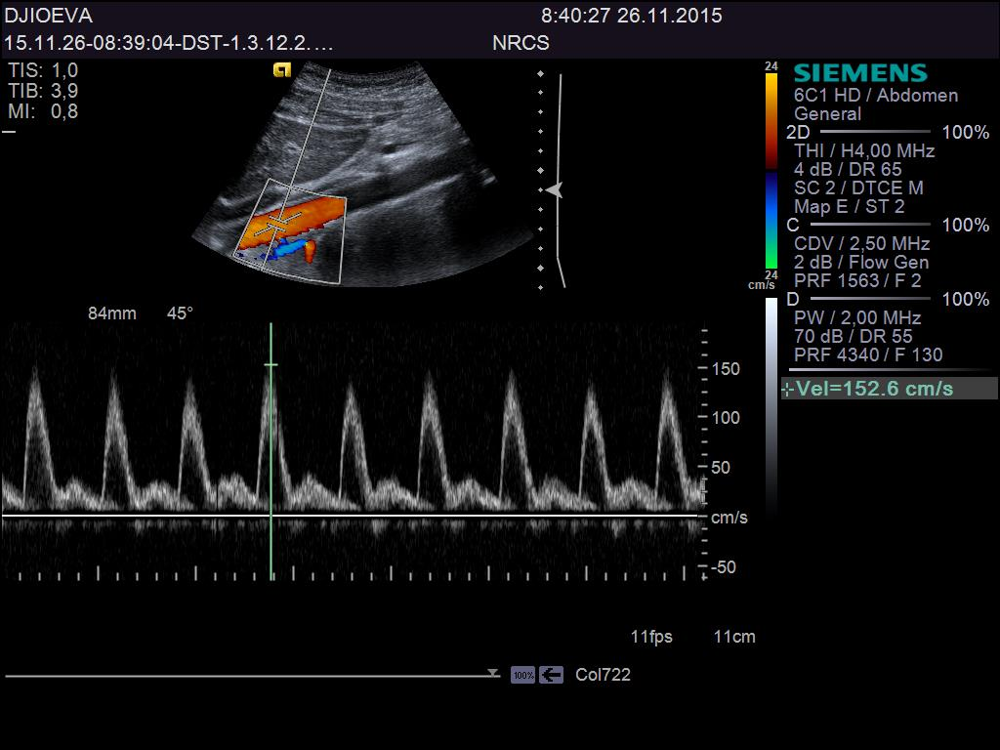 DJIOEVA 8:40:27 26.11.2015
15.11.26-08:39:04-DST-1.3.12.2.... NRCS
TIS: 1,0
TIB: 3,9
MI: 0,8
24
24
cm/s
SIEMENS
6C1 HD / Abdomen
General
2D 100%
THI / H4,00 MHz
4 dB / DR 65
SC 2 / DTCE M
Map E / ST 2
C 100%
CDV / 2,50 MHz
2 dB / Flow Gen
PRF 1563 / F 2
D 100%
PW / 2,00 MHz
70 dB / DR 55
PRF 4340 / F 130
Vel=152.6 cm/s
84mm 45°
150
100
50
cm/s
-50
11fps 11cm
100% Col722